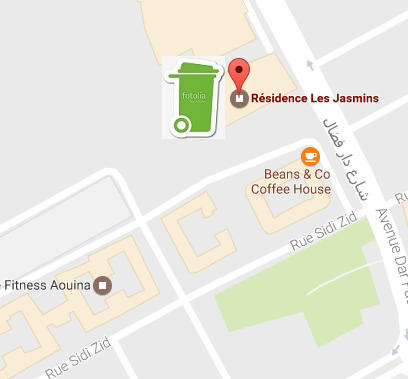 fotolia
Résidence Les Jasmins
شارع دار فضال
Beans & Co
Coffee House
Rue Sidi Zid
Avenue Dar Fa
Fitness Aouina
Rue Sidi Zid